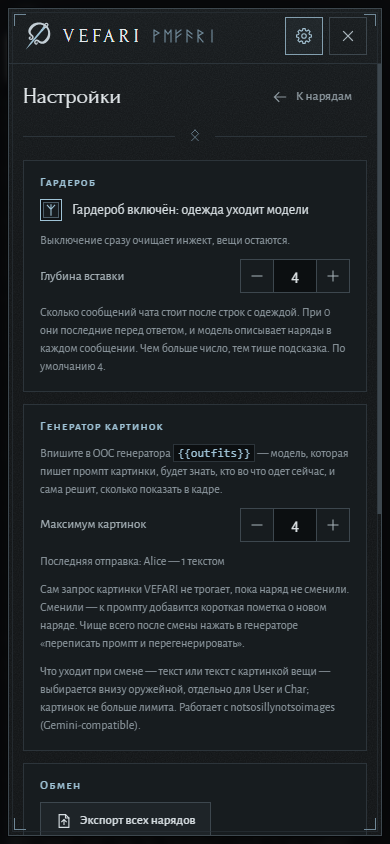 VEFARI ᚹᛖᚠᚨᚱᛁ
Настройки
← К нарядам
Гардероб
Гардероб включён: одежда уходит модели
Выключение сразу очищает инжект, вещи остаются.
Глубина вставки — 4 +
Сколько сообщений чата стоит после строк с одеждой. При 0
они последние перед ответом, и модель описывает наряды в
каждом сообщении. Чем больше число, тем тише подсказка. По
умолчанию 4.
Генератор картинок
Впишите в ООС генератора {{outfits}} — модель, которая
пишет промпт картинки, будет знать, кто во что одет сейчас, и
сама решит, сколько показать в кадре.
Максимум картинок — 4 +
Последняя отправка: Alice — 1 текстом
Сам запрос картинки VEFARI не трогает, пока наряд не сменили.
Сменили — к промпту добавится короткая пометка о новом
наряде. Чище всего после смены нажать в генераторе
«переписать промпт и перегенерировать».
Что уходит при смене — текст или текст с картинкой вещи —
выбирается внизу оружейной, отдельно для User и Char;
картинок не больше лимита. Работает с notsosillynotsoimages
(Gemini-compatible).
Обмен
Экспорт всех нарядов